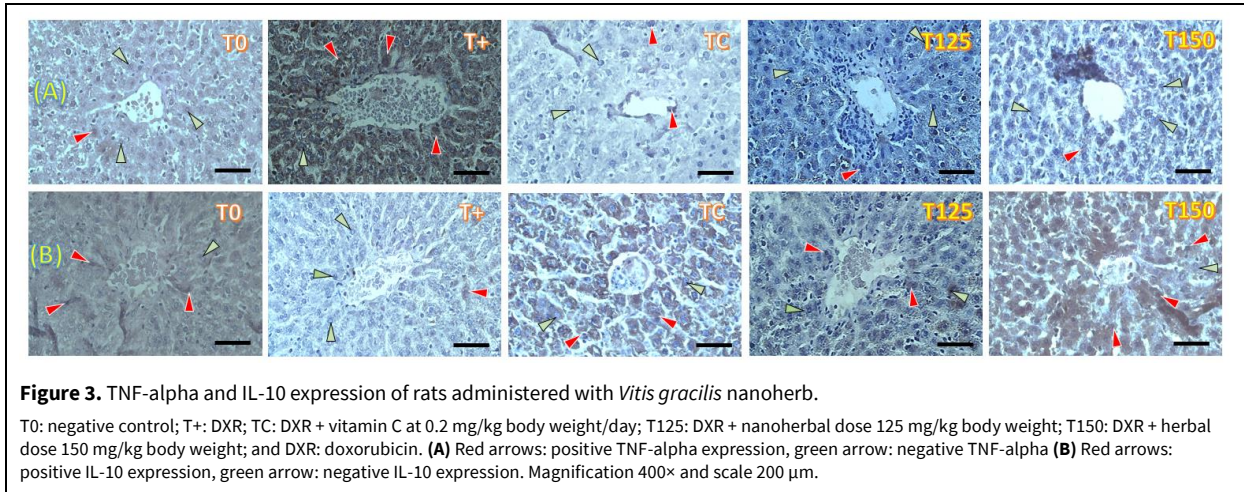 T0 T+ TC T125 T150
(A)
T0 T+ TC T125 T150
(B)
Figure 3. TNF-alpha and IL-10 expression of rats administered with Vitis gracilis nanoherb.
T0: negative control; T+: DXR; TC: DXR + vitamin C at 0.2 mg/kg body weight/day; T125: DXR + nanoherbal dose 125 mg/kg body weight; T150: DXR + herbal
dose 150 mg/kg body weight; and DXR: doxorubicin. (A) Red arrows: positive TNF-alpha expression, green arrow: negative TNF-alpha (B) Red arrows:
positive IL-10 expression, green arrow: negative IL-10 expression. Magnification 400× and scale 200 µm.